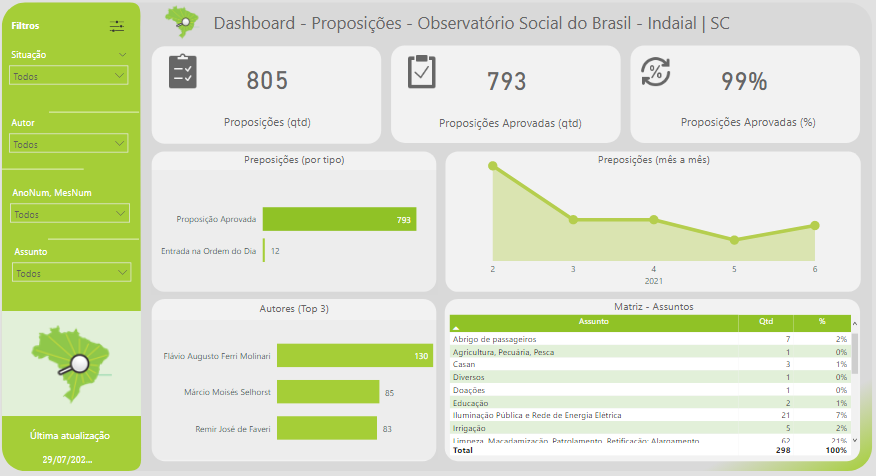 Dashboard - Proposições - Observatório Social do Brasil - Indaial | SC
Filtros
Situação
Todos
Autor
Todos
AnoNum, MesNum
Todos
Assunto
Todos
Última atualização
29/07/202...
805
Proposições (qtd)
793
Proposições Aprovadas (qtd)
%
99%
Proposições Aprovadas (%)
Preposições (por tipo)
Proposição Aprovada 793
Entrada na Ordem do Dia 12
Preposições (mês a mês)
2 3 4 5 6
2021
Autores (Top 3)
Flávio Augusto Ferri Molinari 130
Márcio Moisés Selhorst 85
Remir José de Faveri 83
Matriz - Assuntos
Assunto Qtd %
Abrigo de passageiros 7 2%
Agricultura, Pecuária, Pesca 1 0%
Casan 3 1%
Diversos 1 0%
Doações 1 0%
Educação 2 1%
Iluminação Pública e Rede de Energia Elétrica 21 7%
Irrigação 5 2%
Limpeza, Macadamização, Patrolamento, Retificação; Alargamento 62 21%
Total 298 100%